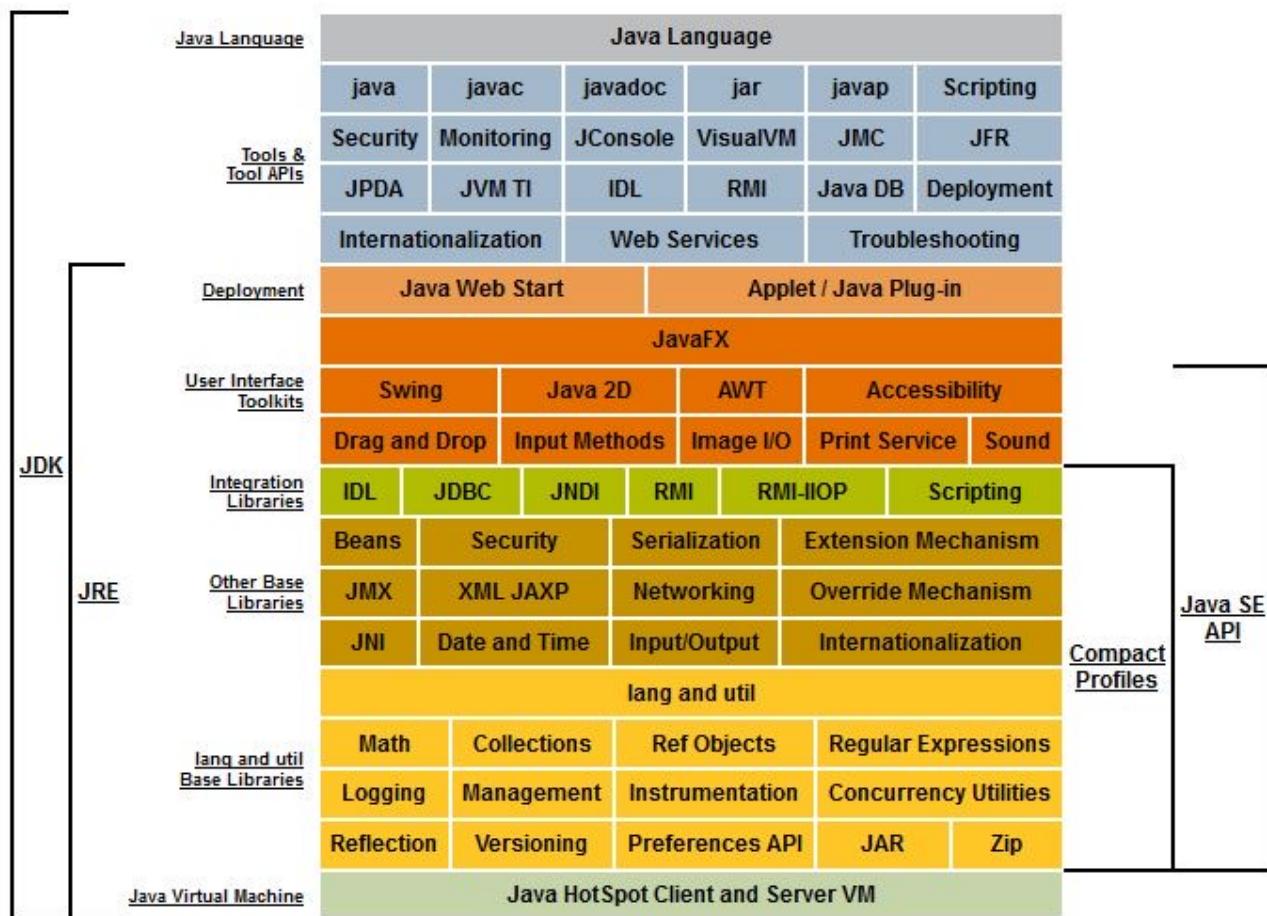 Java Language
Java Language
java javac javadoc jar javap Scripting
Tools &
Tool APIs
Security Monitoring JConsole VisualVM JMC JFR
JPDA JVM TI IDL RMI Java DB Deployment
Internationalization Web Services Troubleshooting
Deployment
Java Web Start Applet / Java Plug-in
JavaFX
User Interface
Toolkits
Swing Java 2D AWT Accessibility
Drag and Drop Input Methods Image I/O Print Service Sound
JDK
Integration
Libraries
IDL JDBC JNDI RMI RMI-IIOP Scripting
Beans Security Serialization Extension Mechanism
JRE
Other Base
Libraries
JMX XML JAXP Networking Override Mechanism
Java SE
API
JNI Date and Time Input/Output Internationalization
Compact
Profiles
lang and util
lang and util
Base Libraries
Math Collections Ref Objects Regular Expressions
Logging Management Instrumentation Concurrency Utilities
Reflection Versioning Preferences API JAR Zip
Java Virtual Machine
Java HotSpot Client and Server VM